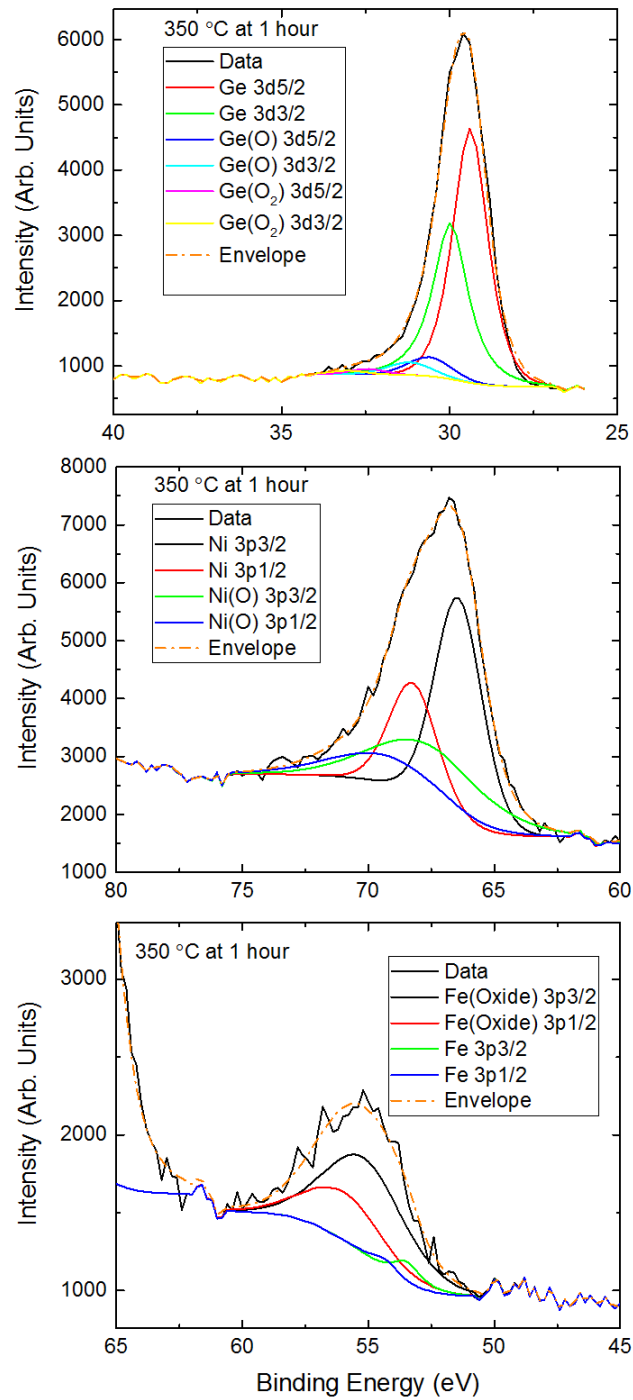 350 °C at 1 hour
Data
Ge 3d5/2
Ge 3d3/2
Ge(O) 3d5/2
Ge(O) 3d3/2
Ge(O₂) 3d5/2
Ge(O₂) 3d3/2
Envelope
6000
5000
4000
3000
2000
1000
Intensity (Arb. Units)
40
35
30
25
350 °C at 1 hour
Data
Ni 3p3/2
Ni 3p1/2
Ni(O) 3p3/2
Ni(O) 3p1/2
Envelope
8000
7000
6000
5000
4000
3000
2000
1000
Intensity (Arb. Units)
80
75
70
65
60
350 °C at 1 hour
Data
Fe(Oxide) 3p3/2
Fe(Oxide) 3p1/2
Fe 3p3/2
Fe 3p1/2
Envelope
3000
2000
1000
Intensity (Arb. Units)
65
60
55
50
45
Binding Energy (eV)